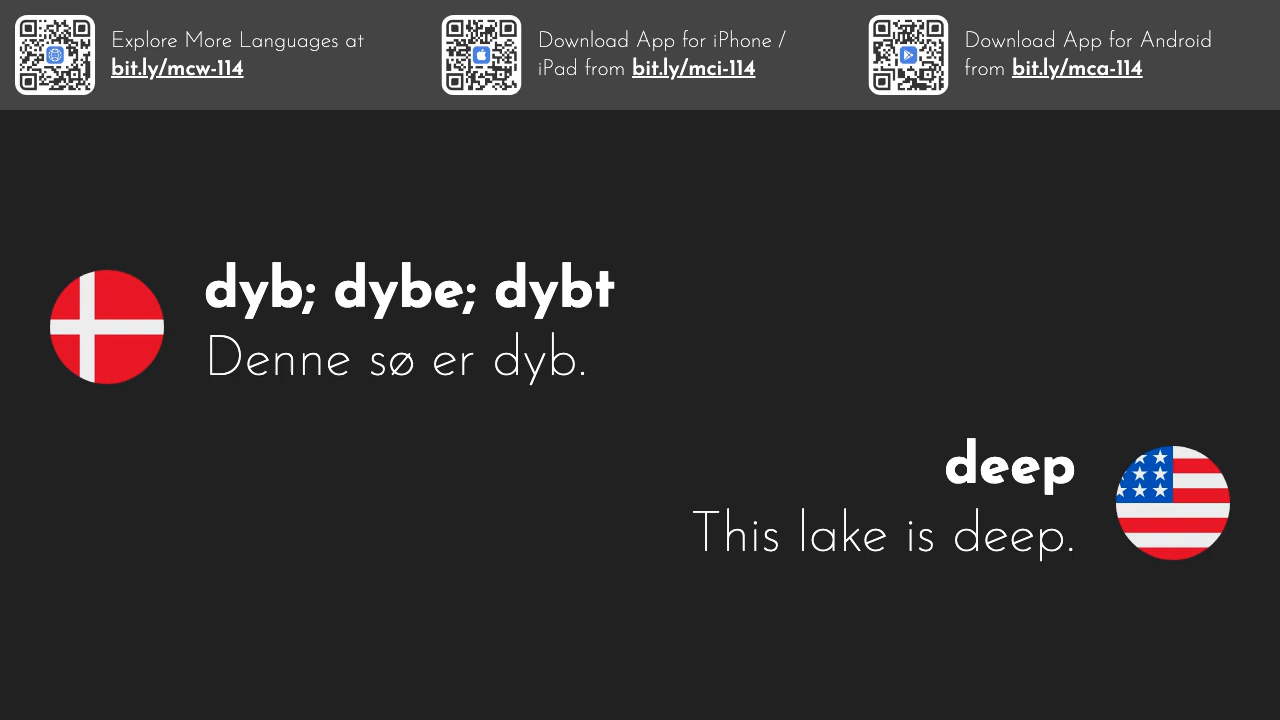 Explore More Languages at
bit.ly/mcw-114
Download App for iPhone /
iPad from bit.ly/mci-114
Download App for Android
from bit.ly/mca-114
dyb; dybe; dybt
Denne sø er dyb.
deep
This lake is deep.